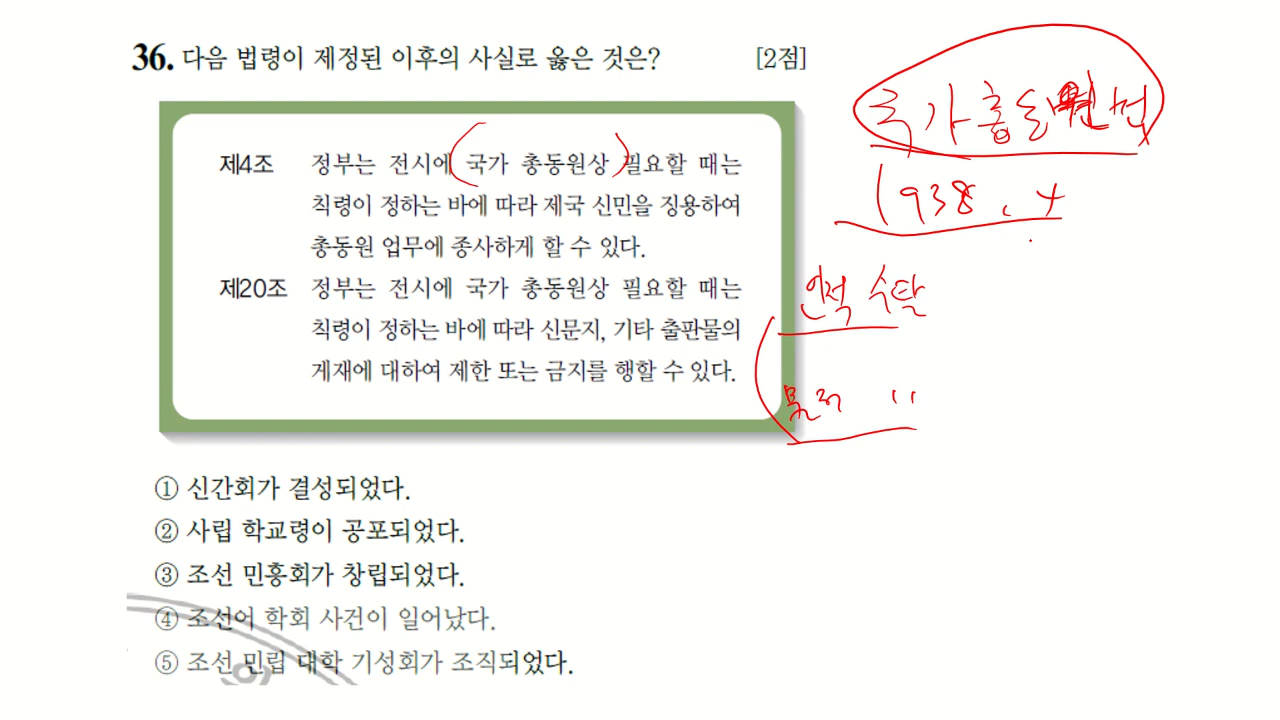 36. 다음 법령이 제정된 이후의 사실로 옳은 것은? [2점]
제4조 정부는 전시에 국가 총동원상 필요할 때는
칙령이 정하는 바에 따라 제국 신민을 징용하여
총동원 업무에 종사하게 할 수 있다.
제20조 정부는 전시에 국가 총동원상 필요할 때는
칙령이 정하는 바에 따라 신문지, 기타 출판물의
게재에 대하여 제한 또는 금지를 행할 수 있다.
① 신간회가 결성되었다.
② 사립 학교령이 공포되었다.
③ 조선 민흥회가 창립되었다.
④ 조선어 학회 사건이 일어났다.
⑤ 조선 민립 대학 기성회가 조직되었다.
국가
1938. 4
인적 수탈
물적 "